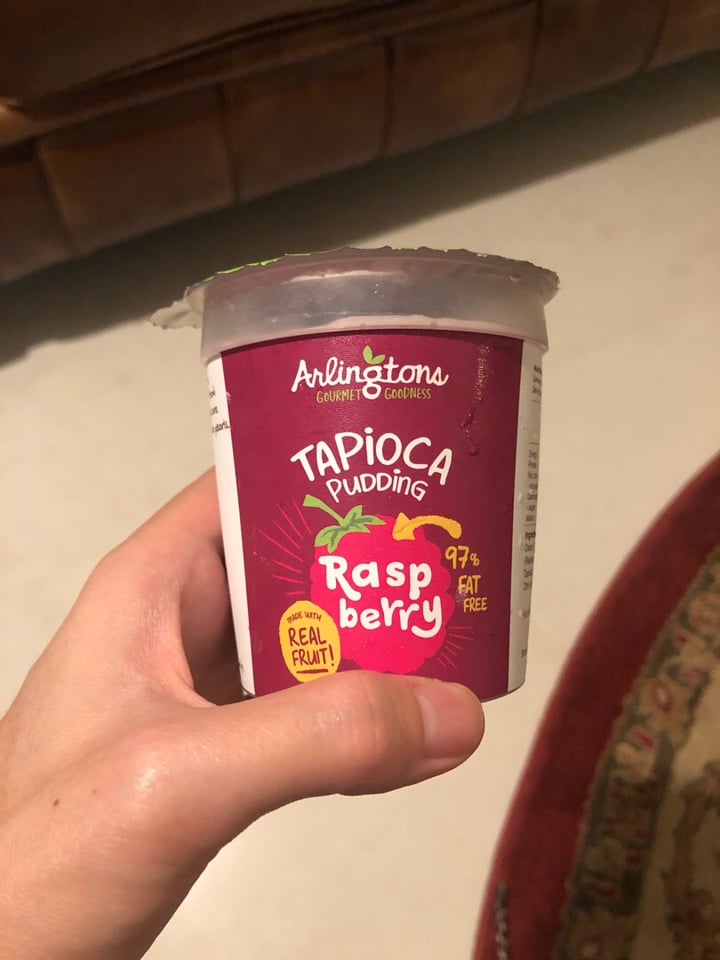 Arlingtons
GOURMET GOODNESS
TAPiOCA
PUDDiNG
Rasp
berry
97%
FAT
FREE
MADE WITH
REAL
FRUIT!